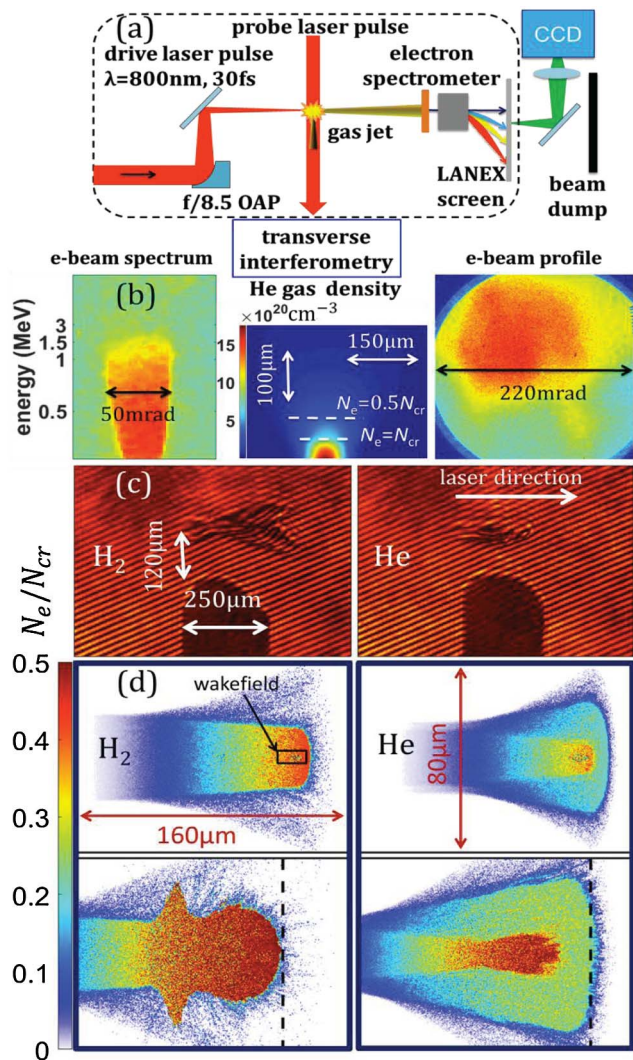 (a)
probe laser pulse
drive laser pulse
λ=800nm, 30fs
electron
spectrometer
CCD
gas jet
f/8.5 OAP
LANEX
screen
beam
dump
transverse
interferometry
e-beam spectrum
He gas density
e-beam profile
(b)
energy (MeV)
3
1.5
1
0.5
50mrad
×10²⁰cm⁻³
15
10
5
100μm
150μm
Nₑ=0.5N꜀ᵣ
Nₑ=N꜀ᵣ
220mrad
(c)
H₂
120μm
250μm
laser direction
He
Nₑ/N꜀ᵣ
0.5
0.4
0.3
0.2
0.1
0
(d)
wakefield
H₂
160μm
He
80μm